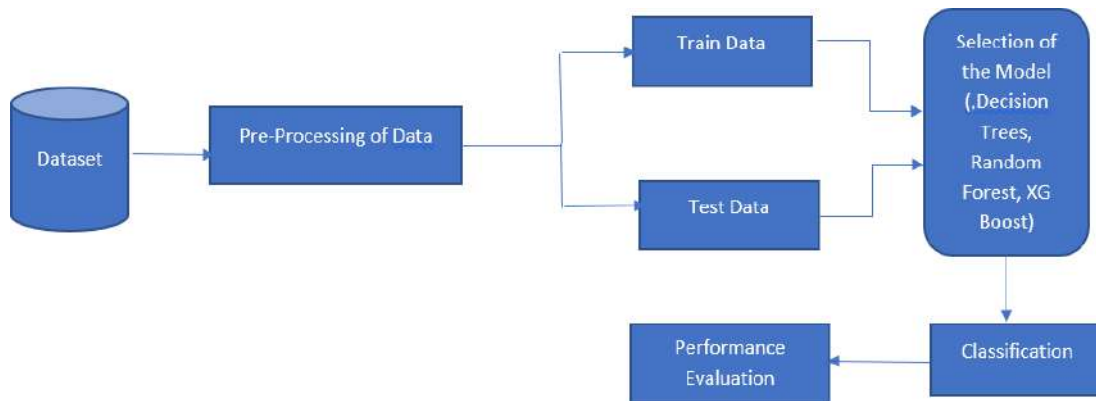 Dataset
Pre-Processing of Data
Train Data
Test Data
Selection of
the Model
(,Decision
Trees,
Random
Forest, XG
Boost)
Classification
Performance
Evaluation